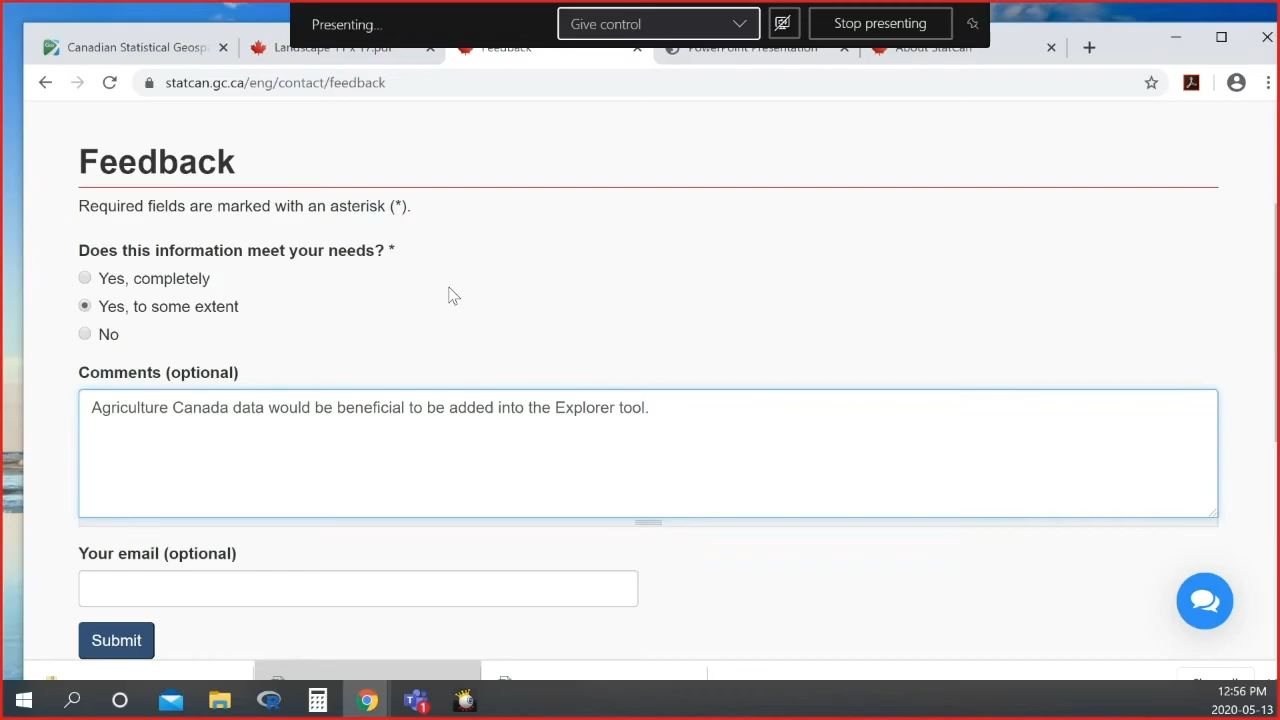 Presenting...
Give control
Stop presenting
Canadian Statistical Geosp
Landscape 11 x 17.pdf
Feedback
PowerPoint Presentation
About StatCan
statcan.gc.ca/eng/contact/feedback
Feedback
Required fields are marked with an asterisk (*).
Does this information meet your needs? *
Yes, completely
Yes, to some extent
No
Comments (optional)
Agriculture Canada data would be beneficial to be added into the Explorer tool.
Your email (optional)
Submit
1
12:56 PM
2020-05-13